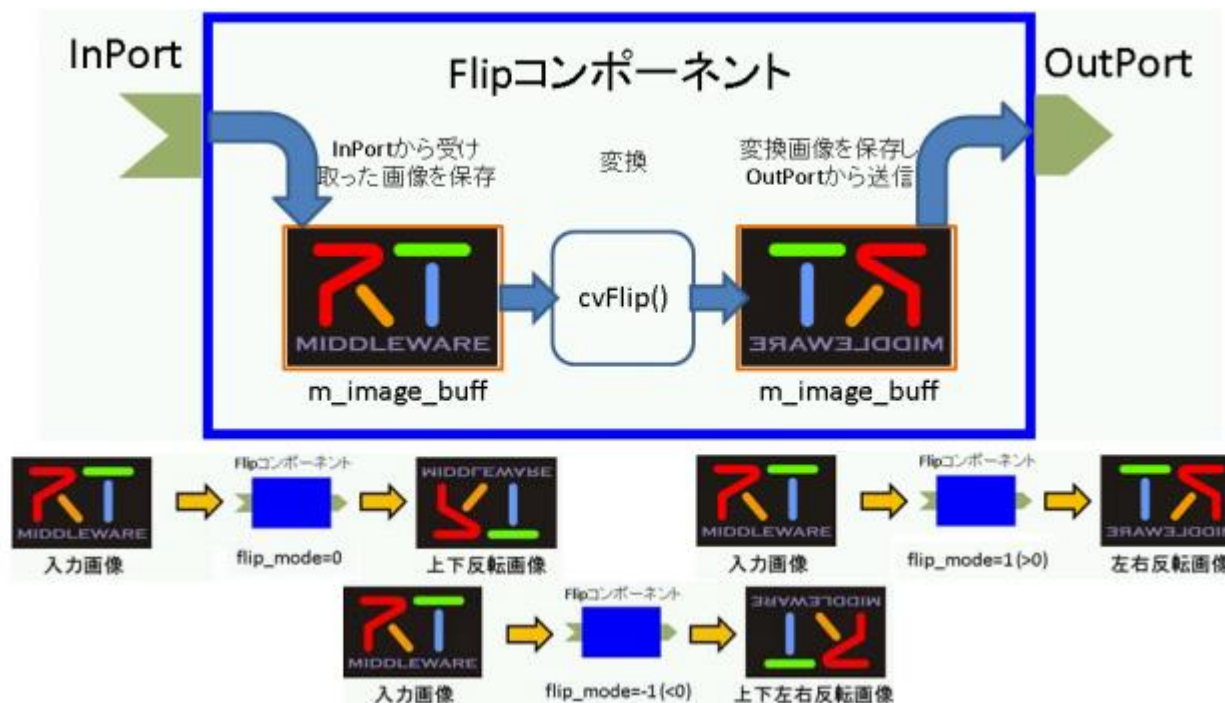 InPort
Flipコンポーネント
OutPort
InPortから受け
取った画像を保存
変換
変換画像を保存し
OutPortから送信
MIDDLEWARE
cvFlip()
MIDDLEWARE
m_image_buff
m_image_buff
MIDDLEWARE
入力画像
Flipコンポーネント
flip_mode=0
MIDDLEWARE
上下反転画像
MIDDLEWARE
入力画像
Flipコンポーネント
flip_mode=1(>0)
MIDDLEWARE
左右反転画像
MIDDLEWARE
入力画像
Flipコンポーネント
flip_mode=-1(<0)
MIDDLEWARE
上下左右反転画像